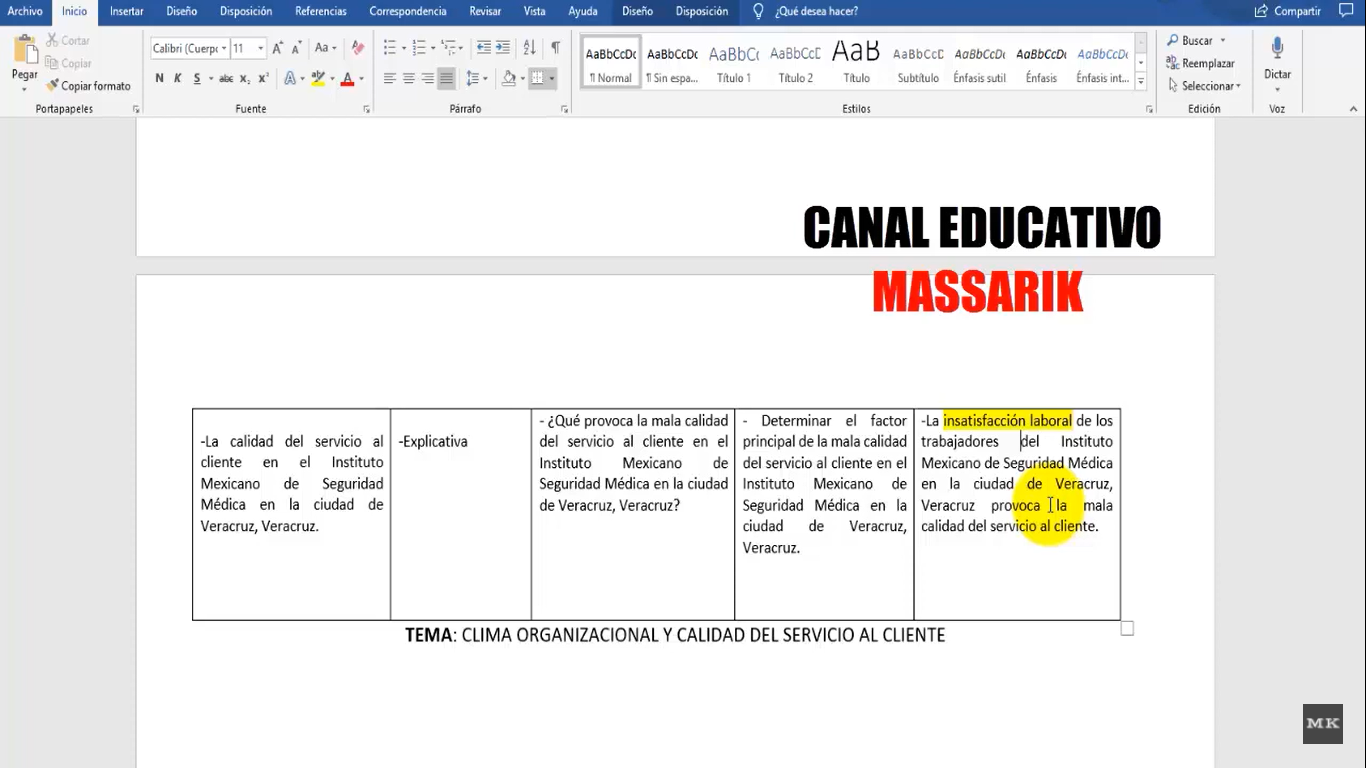 Archivo Inicio Insertar Diseño Disposición Referencias Correspondencia Revisar Vista Ayuda Diseño Disposición ¿Qué desea hacer? Compartir
Pegar
Cortar
Copiar
Copiar formato
Portapapeles
Calibri (Cuerpo 11
N K S abc x₂ x²
Fuente
Párrafo
AaBbCcDc AaBbCcDc AaBbC( AaBbCcC AaB AaBbCcD AaBbCcDc AaBbCcDc AaBbCcDc
¶ Normal ¶ Sin espa... Título 1 Título 2 Título Subtítulo Énfasis sutil Énfasis Énfasis int...
Estilos
Buscar
Reemplazar
Seleccionar
Edición
Dictar
Voz
CANAL EDUCATIVO
MASSARIK
-La calidad del servicio al
cliente en el Instituto
Mexicano de Seguridad
Médica en la ciudad de
Veracruz, Veracruz.
-Explicativa
- ¿Qué provoca la mala calidad
del servicio al cliente en el
Instituto Mexicano de
Seguridad Médica en la ciudad
de Veracruz, Veracruz?
- Determinar el factor
principal de la mala calidad
del servicio al cliente en el
Instituto Mexicano de
Seguridad Médica en la
ciudad de Veracruz,
Veracruz.
-La insatisfacción laboral de los
trabajadores del Instituto
Mexicano de Seguridad Médica
en la ciudad de Veracruz,
Veracruz provoca la mala
calidad del servicio al cliente.
TEMA: CLIMA ORGANIZACIONAL Y CALIDAD DEL SERVICIO AL CLIENTE
MK